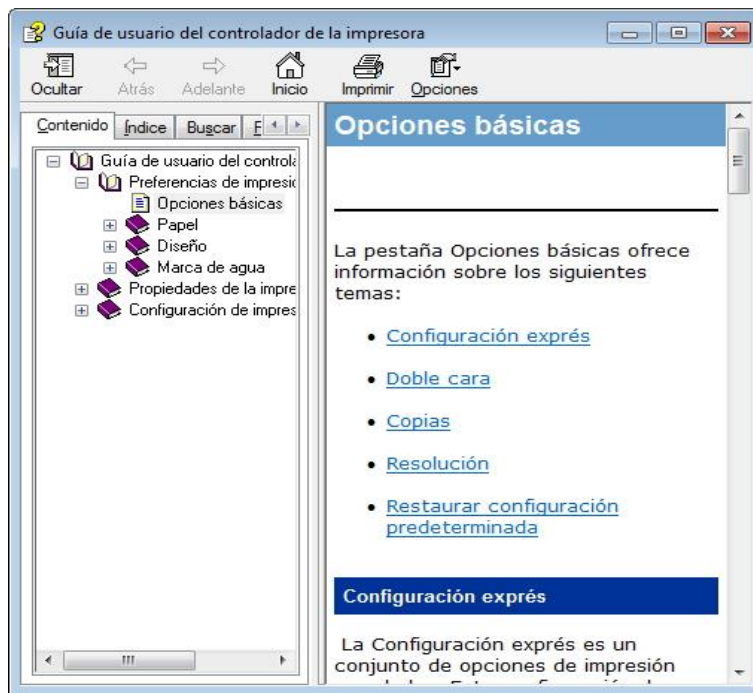 Guía de usuario del controlador de la impresora
Ocultar
Atrás
Adelante
Inicio
Imprimir
Opciones
Contenido
Índice
Buscar
F
Guía de usuario del controla
Preferencias de impresió
Opciones básicas
Papel
Diseño
Marca de agua
Propiedades de la impre
Configuración de impres
Opciones básicas
La pestaña Opciones básicas ofrece
información sobre los siguientes
temas:
• Configuración exprés
• Doble cara
• Copias
• Resolución
• Restaurar configuración
predeterminada
Configuración exprés
La Configuración exprés es un
conjunto de opciones de impresión